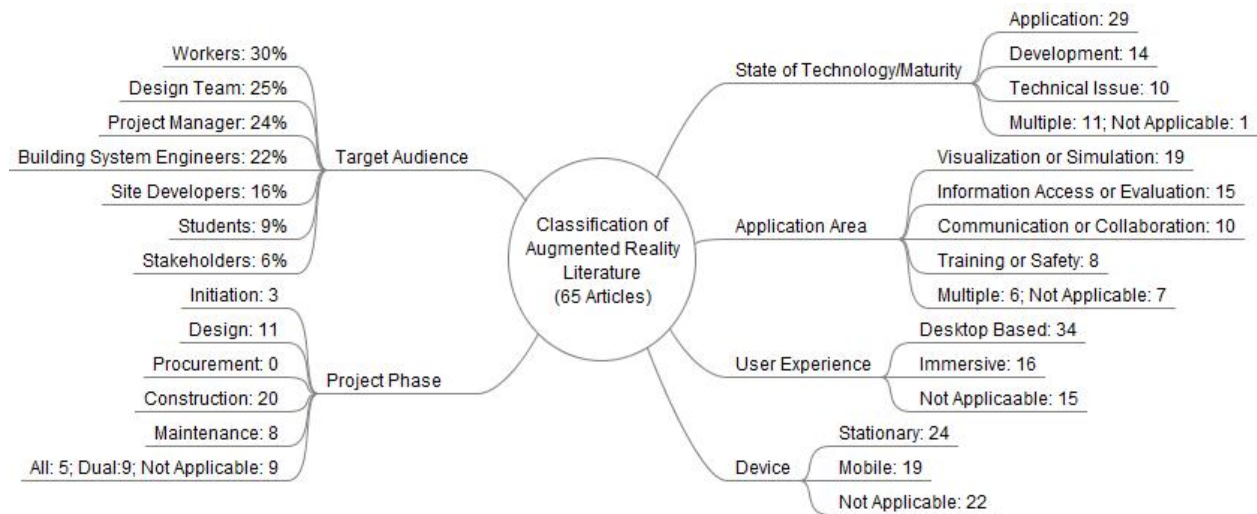 Classification of
Augmented Reality
Literature
(65 Articles)
Target Audience
Workers: 30%
Design Team: 25%
Project Manager: 24%
Building System Engineers: 22%
Site Developers: 16%
Students: 9%
Stakeholders: 6%
Project Phase
Initiation: 3
Design: 11
Procurement: 0
Construction: 20
Maintenance: 8
All: 5; Dual:9; Not Applicable: 9
State of Technology/Maturity
Application: 29
Development: 14
Technical Issue: 10
Multiple: 11; Not Applicable: 1
Application Area
Visualization or Simulation: 19
Information Access or Evaluation: 15
Communication or Collaboration: 10
Training or Safety: 8
Multiple: 6; Not Applicable: 7
User Experience
Desktop Based: 34
Immersive: 16
Not Applicaable: 15
Device
Stationary: 24
Mobile: 19
Not Applicable: 22